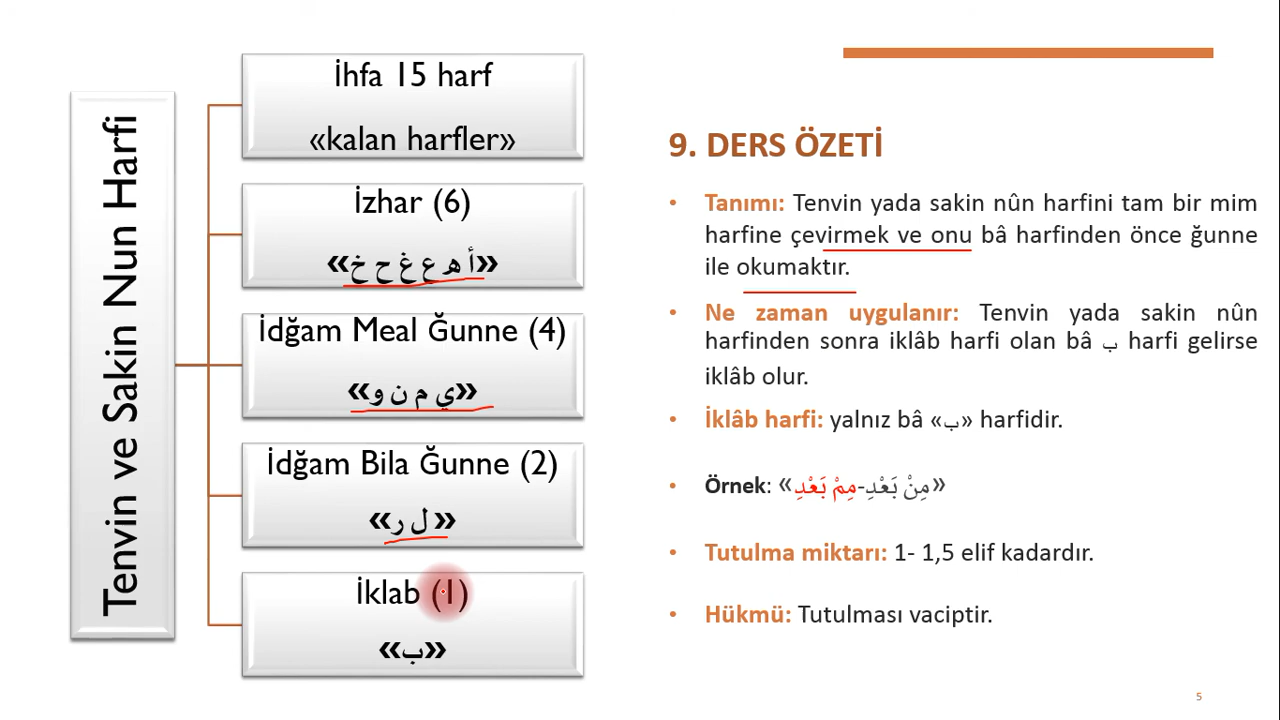 Tenvin ve Sakin Nun Harfi
İhfa 15 harf
«kalan harfler»
İzhar (6)
«أ ه ع غ ح خ»
İdğam Meal Ğunne (4)
«ي م ن و»
İdğam Bila Ğunne (2)
«ل ر»
İklab (1)
«ب»
9. DERS ÖZETİ
• Tanımı: Tenvin yada sakin nûn harfini tam bir mim
harfine çevirmek ve onu bâ harfinden önce ğunne
ile okumaktır.
• Ne zaman uygulanır: Tenvin yada sakin nûn
harfinden sonra iklâb harfi olan bâ ب harfi gelirse
iklâb olur.
• İklâb harfi: yalnız bâ «ب» harfidir.
• Örnek: «مِنْ بَعْدِ-مِمْ بَعْدِ»
• Tutulma miktarı: 1- 1,5 elif kadardır.
• Hükmü: Tutulması vaciptir.
5